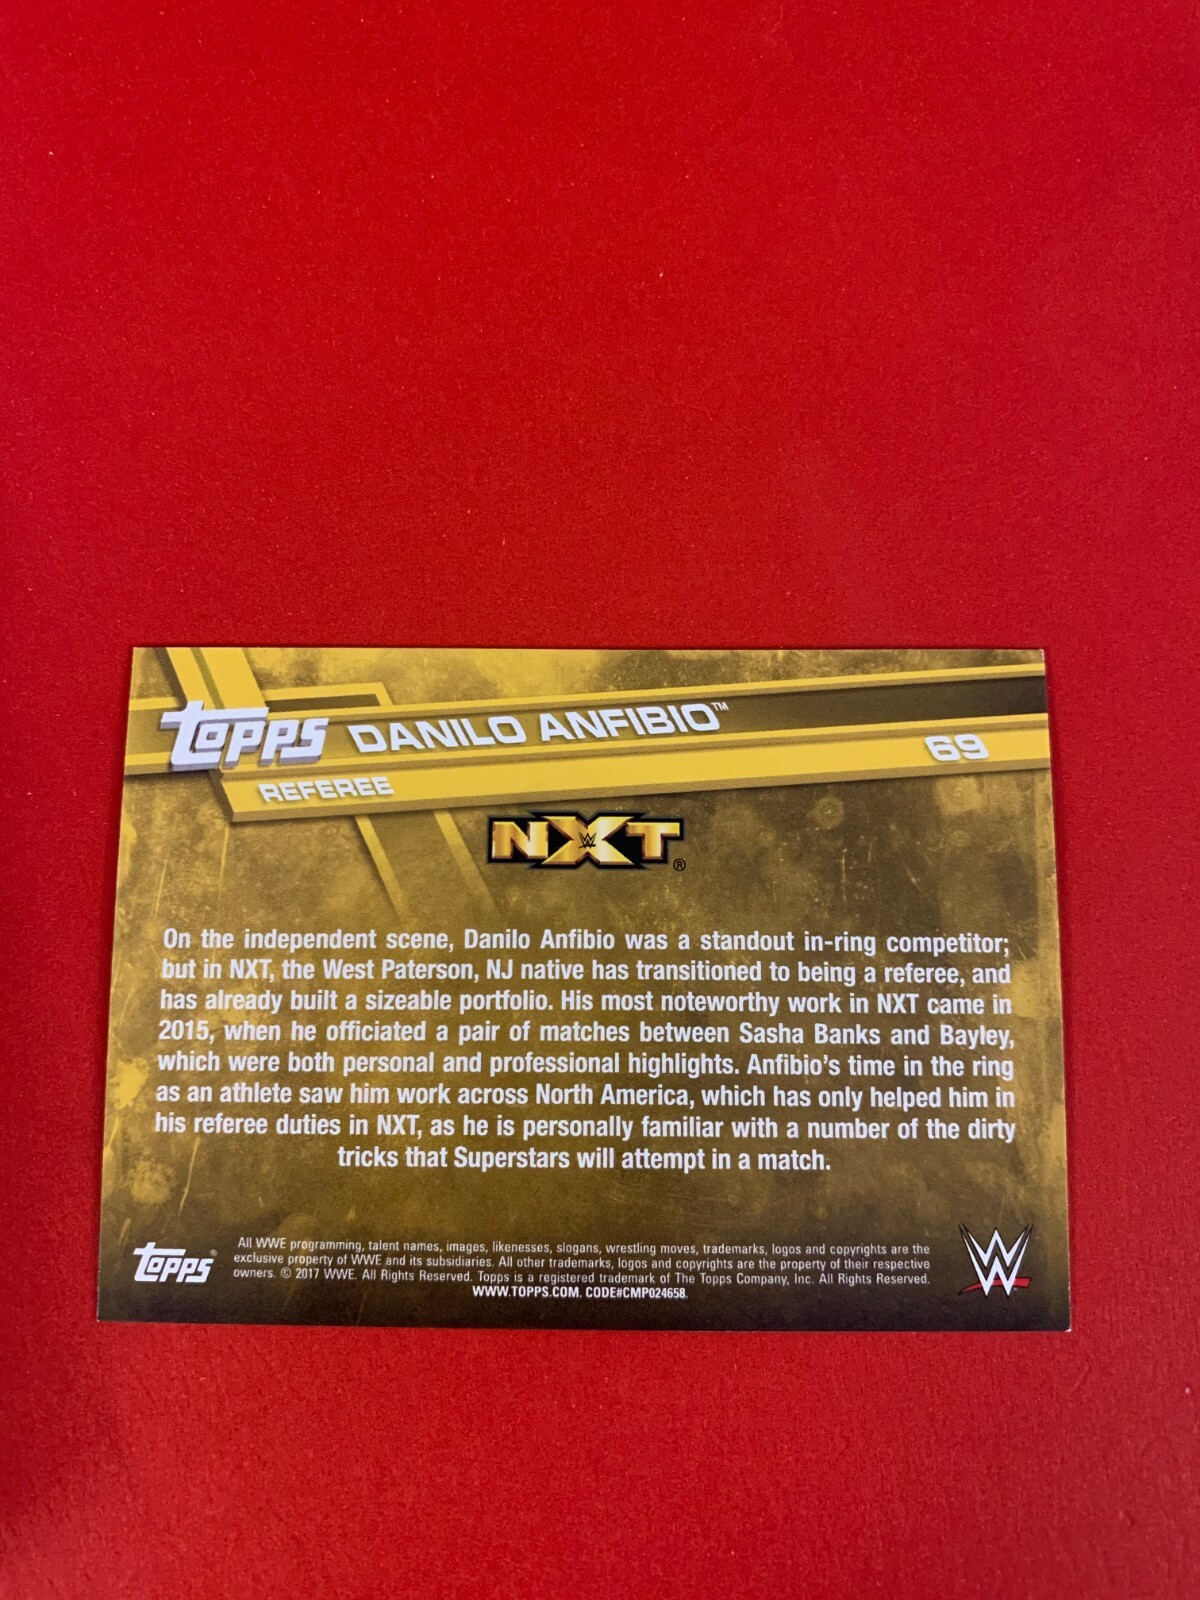 topps DANILO ANFIBIO™
REFEREE
69
NXT®
On the independent scene, Danilo Anfibio was a standout in-ring competitor;
but in NXT, the West Paterson, NJ native has transitioned to being a referee, and
has already built a sizeable portfolio. His most noteworthy work in NXT came in
2015, when he officiated a pair of matches between Sasha Banks and Bayley,
which were both personal and professional highlights. Anfibio's time in the ring
as an athlete saw him work across North America, which has only helped him in
his referee duties in NXT, as he is personally familiar with a number of the dirty
tricks that Superstars will attempt in a match.
topps®
All WWE programming, talent names, images, likenesses, slogans, wrestling moves, trademarks, logos and copyrights are the
exclusive property of WWE and its subsidiaries. All other trademarks, logos and copyrights are the property of their respective
owners. © 2017 WWE. All Rights Reserved. Topps is a registered trademark of The Topps Company, Inc. All Rights Reserved.
WWW.TOPPS.COM. CODE#CMP024658.
W